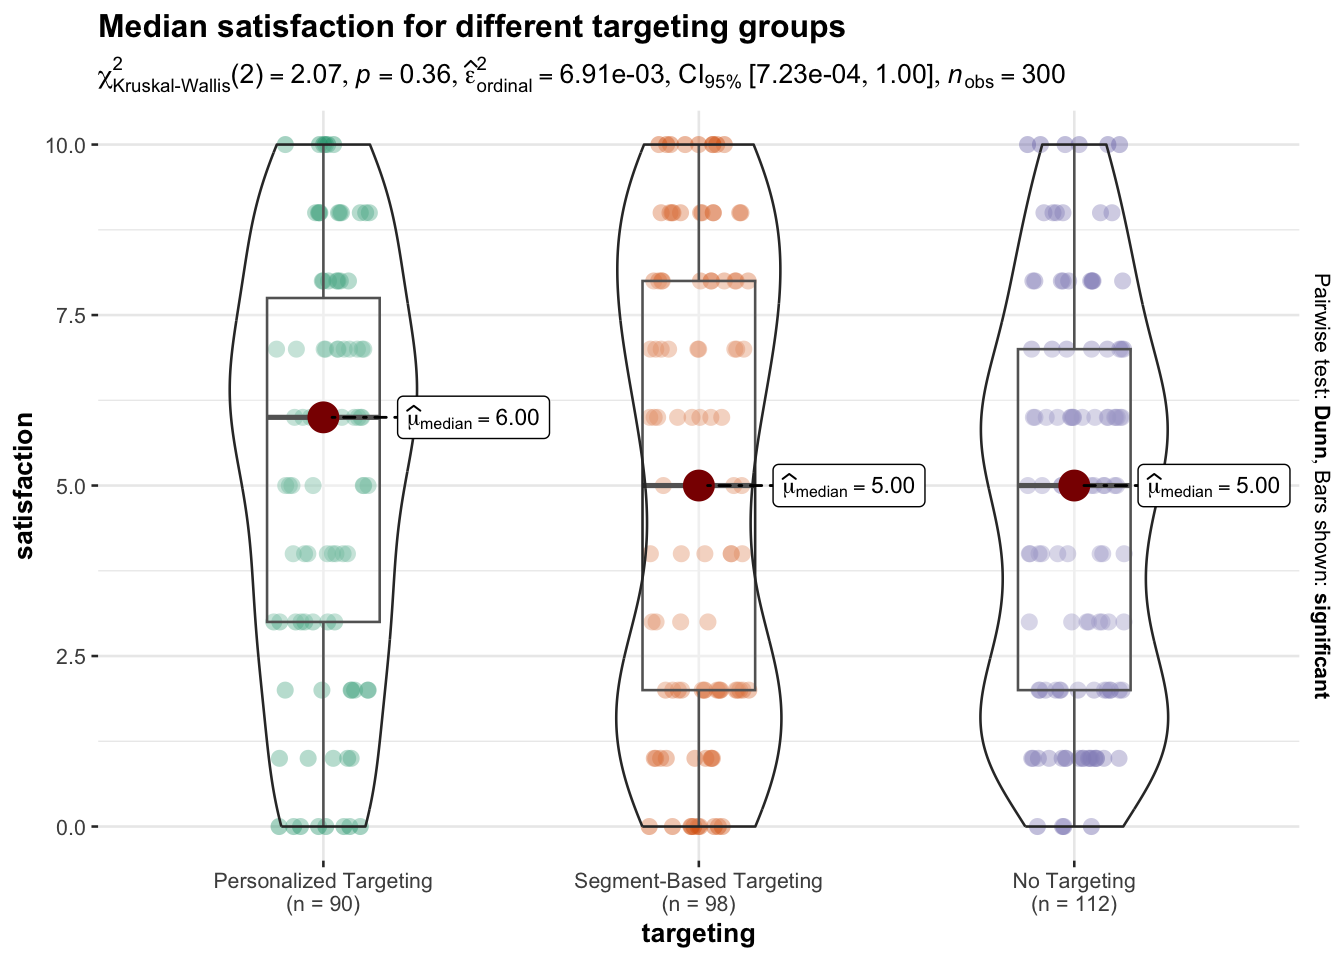 Median satisfaction for different targeting groups
χ²Kruskal-Wallis(2) = 2.07, p = 0.36, ε̂²ordinal = 6.91e-03, CI95% [7.23e-04, 1.00], nobs = 300
10.0
7.5
5.0
2.5
0.0
satisfaction
μ̂median = 6.00
μ̂median = 5.00
μ̂median = 5.00
Pairwise test: Dunn, Bars shown: significant
Personalized Targeting
(n = 90)
Segment-Based Targeting
(n = 98)
No Targeting
(n = 112)
targeting